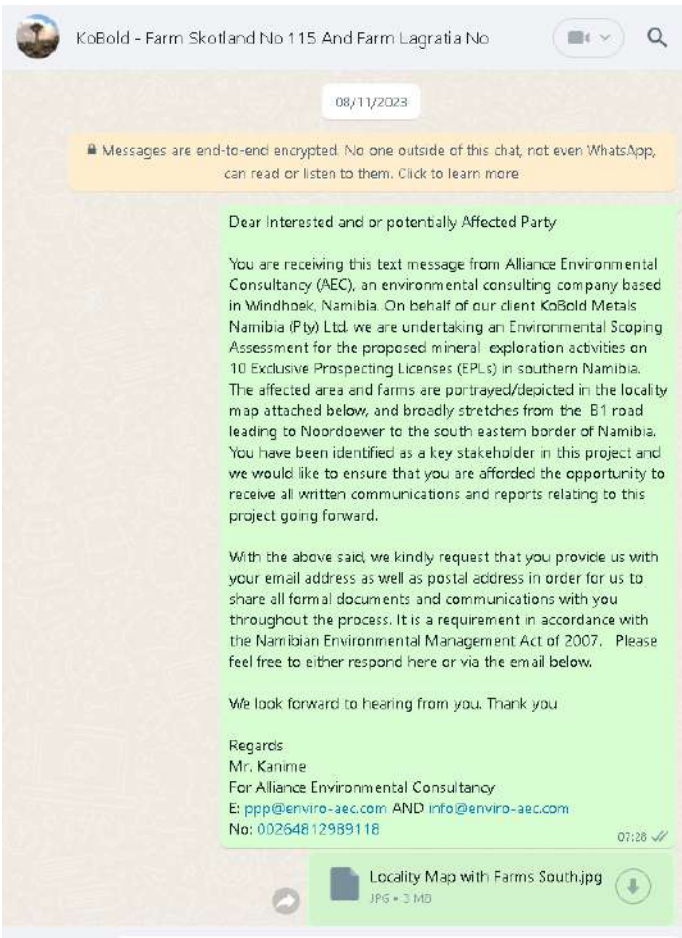 KoBold - Farm Skotland No 115 And Farm Lagratia No
08/11/2023
Messages are end-to-end encrypted. No one outside of this chat, not even WhatsApp,
can read or listen to them. Click to learn more
Dear Interested and or potentially Affected Party
You are receiving this text message from Alliance Environmental
Consultancy (AEC), an environmental consulting company based
in Windhoek, Namibia. On behalf of our client KoBold Metals
Namibia (Pty) Ltd, we are undertaking an Environmental Scoping
Assessment for the proposed mineral exploration activities on
10 Exclusive Prospecting Licenses (EPLs) in southern Namibia.
The affected area and farms are portrayed/depicted in the locality
map attached below, and broadly stretches from the B1 road
leading to Noordoewer to the south eastern border of Namibia.
You have been identified as a key stakeholder in this project and
we would like to ensure that you are afforded the opportunity to
receive all written communications and reports relating to this
project going forward.
With the above said, we kindly request that you provide us with
your email address as well as postal address in order for us to
share all formal documents and communications with you
throughout the process. It is a requirement in accordance with
the Namibian Environmental Management Act of 2007. Please
feel free to either respond here or via the email below.
We look forward to hearing from you. Thank you
Regards
Mr. Kanime
For Alliance Environmental Consultancy
E: ppp@enviro-aec.com AND info@enviro-aec.com
No: 00264812989118
07:28
Locality Map with Farms South.jpg
JPG • 3 MB